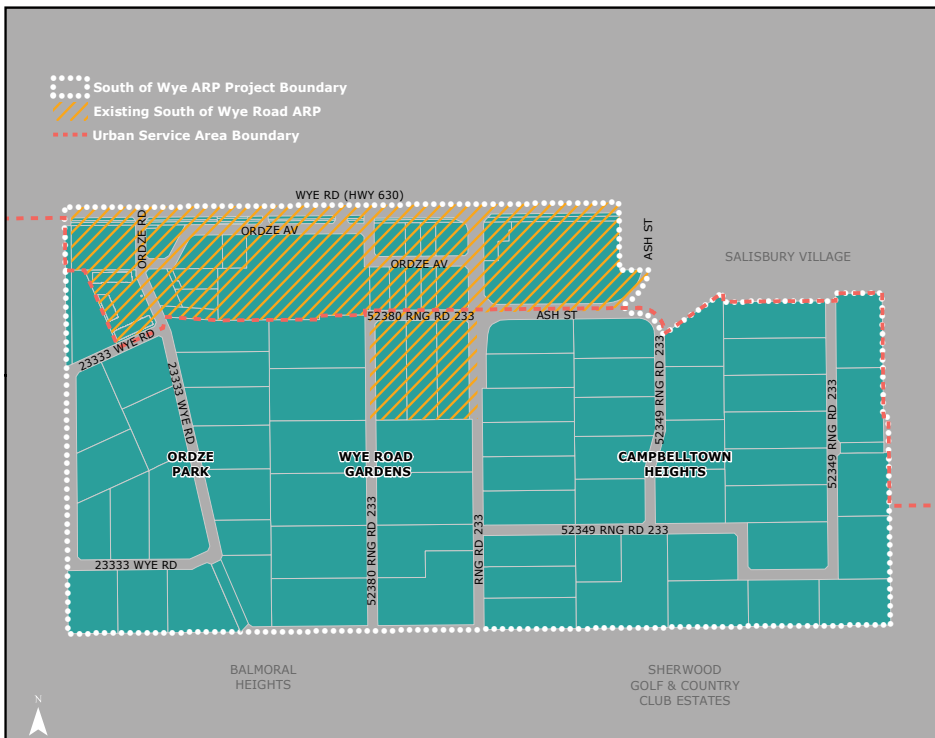 South of Wye ARP Project Boundary
Existing South of Wye Road ARP
Urban Service Area Boundary
WYE RD (HWY 630)
ORDZE RD
ORDZE AV
ASH ST
SALISBURY VILLAGE
ORDZE AV
52380 RNG RD 233
ASH ST
23333 WYE RD
23333 WYE RD
52349 RNG RD 233
52349 RNG RD 233
ORDZE
PARK
WYE ROAD
GARDENS
CAMPBELLTOWN
HEIGHTS
52380 RNG RD 233
RNG RD 233
52349 RNG RD 233
23333 WYE RD
BALMORAL
HEIGHTS
SHERWOOD
GOLF & COUNTRY
CLUB ESTATES
N